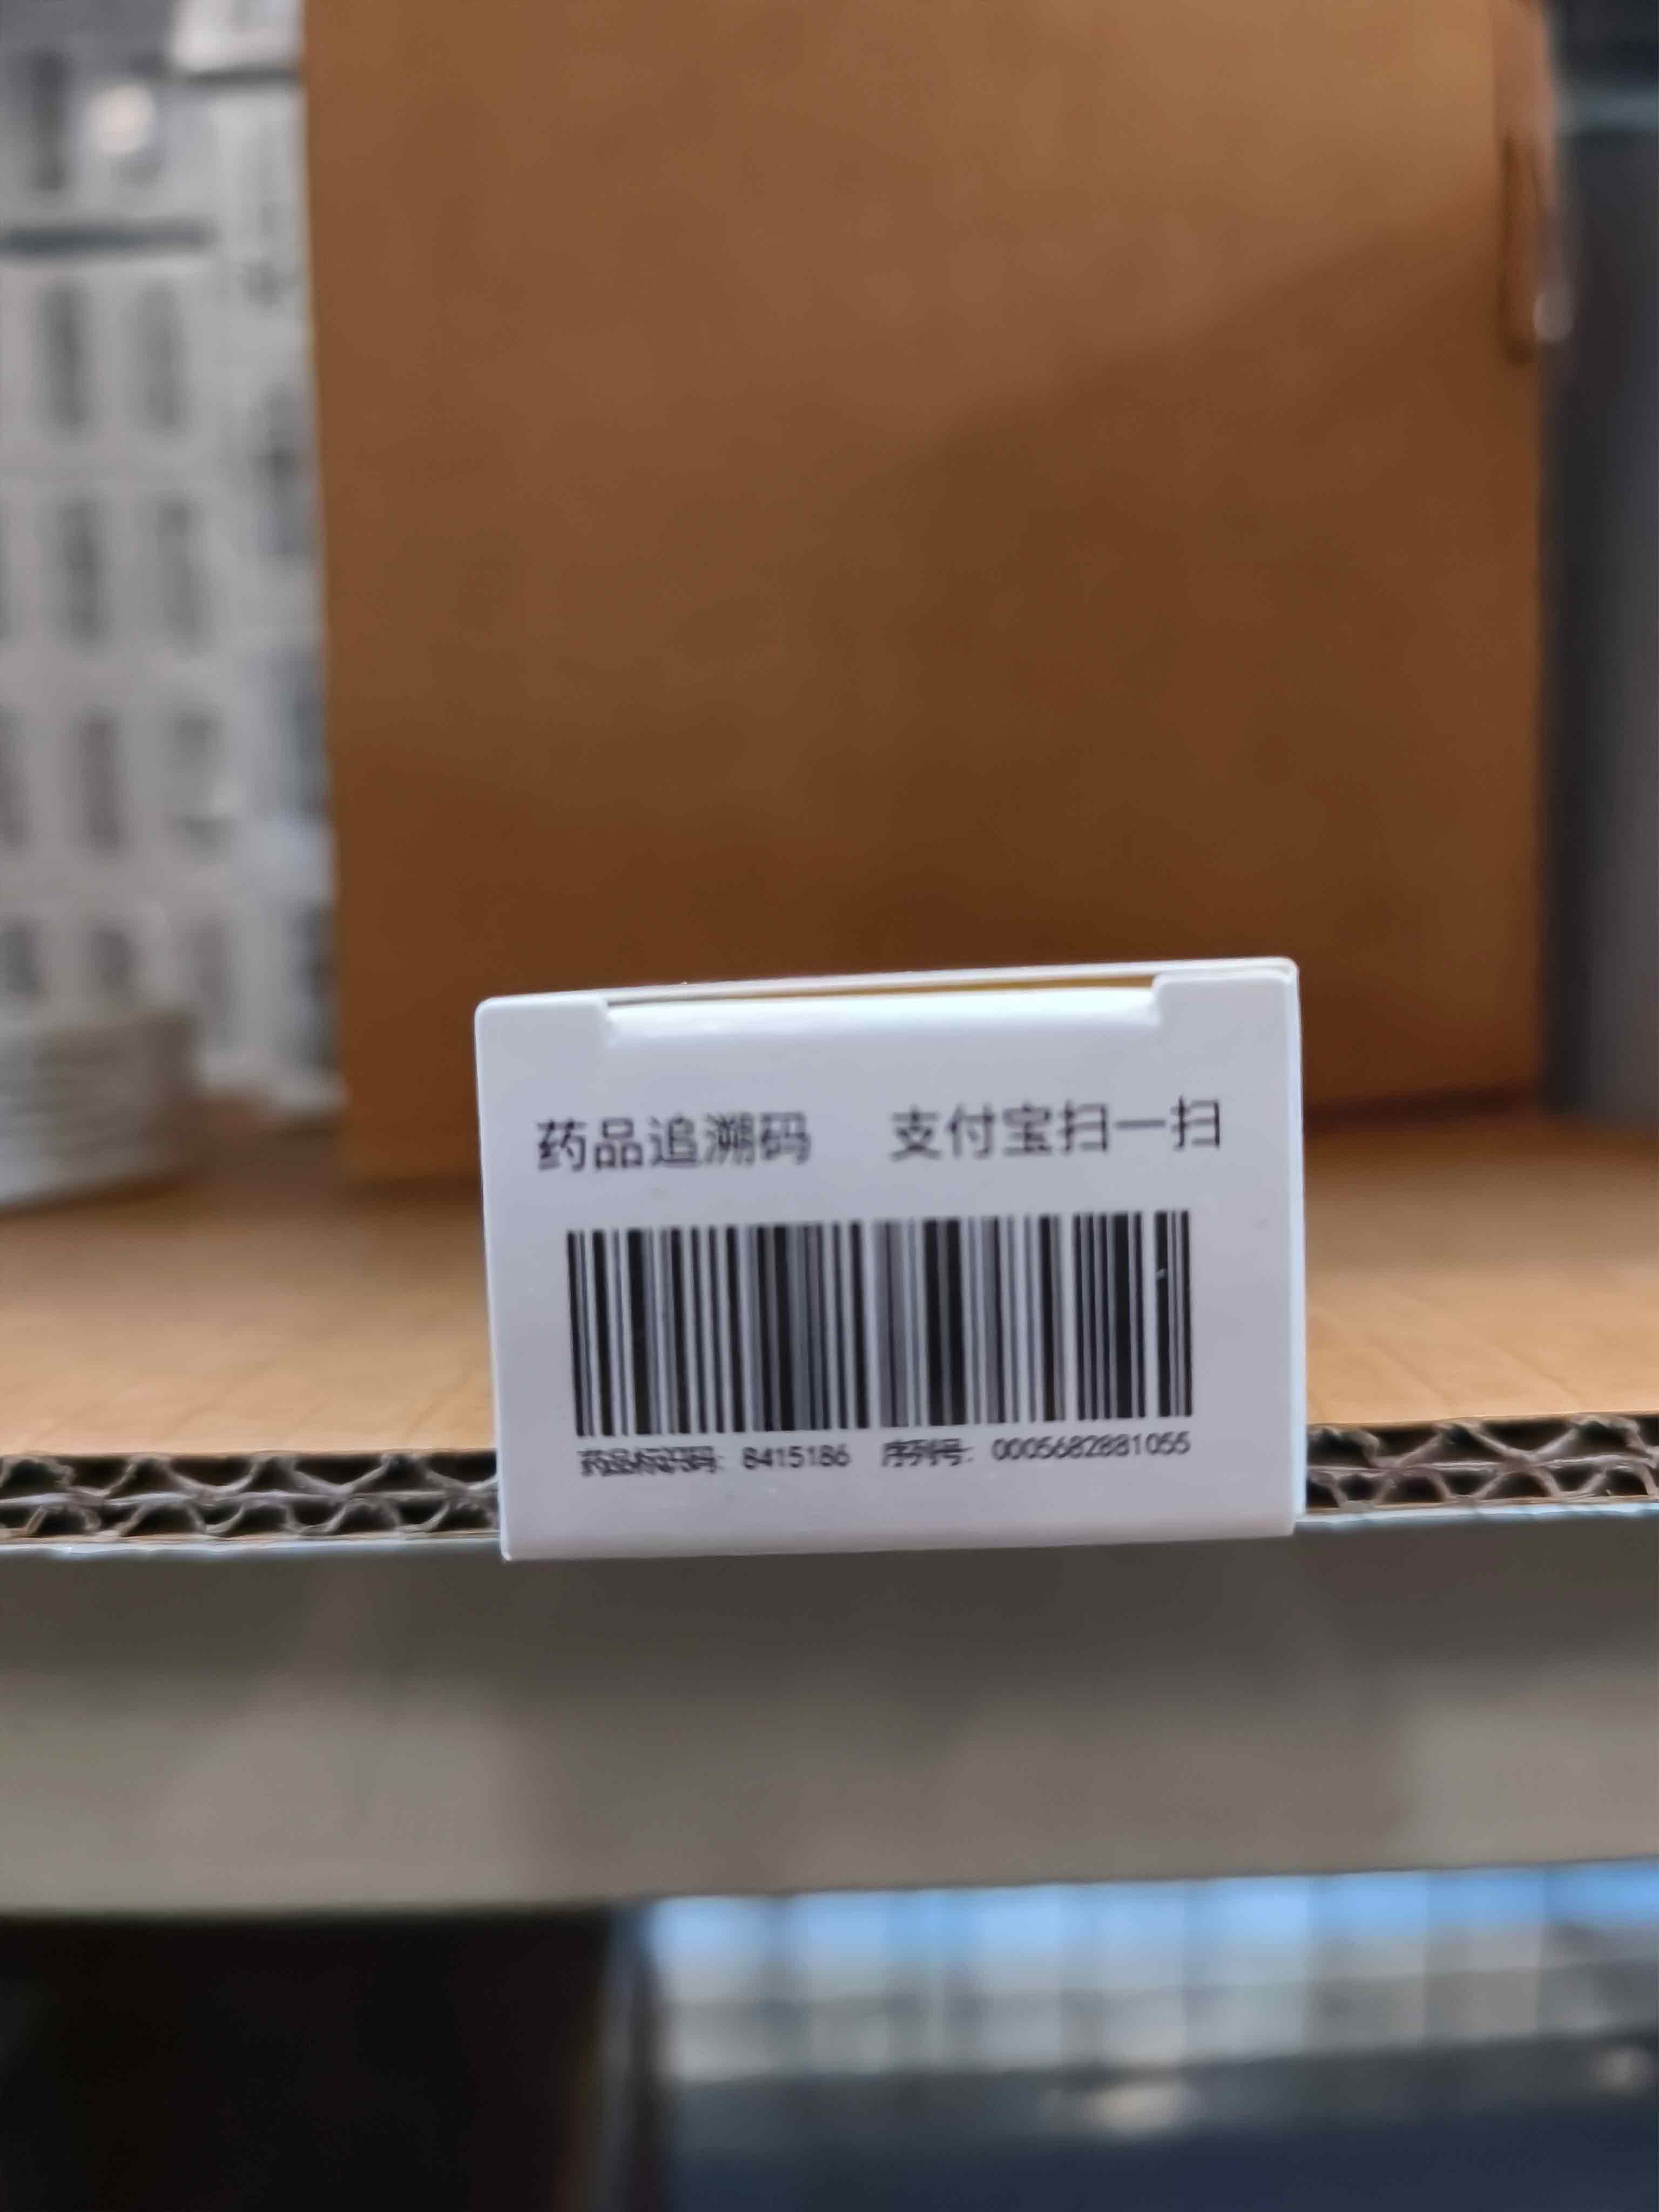 药品追溯码 支付宝扫一扫
药品标识码: 8415186 序列号: 0005682881055